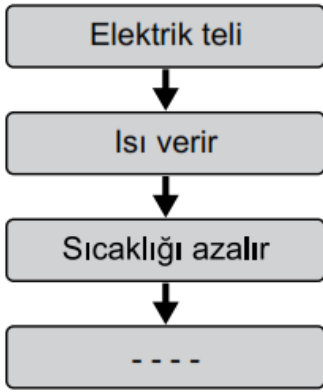 Elektrik teli
Isı verir
Sıcaklığı azalır
- - - -